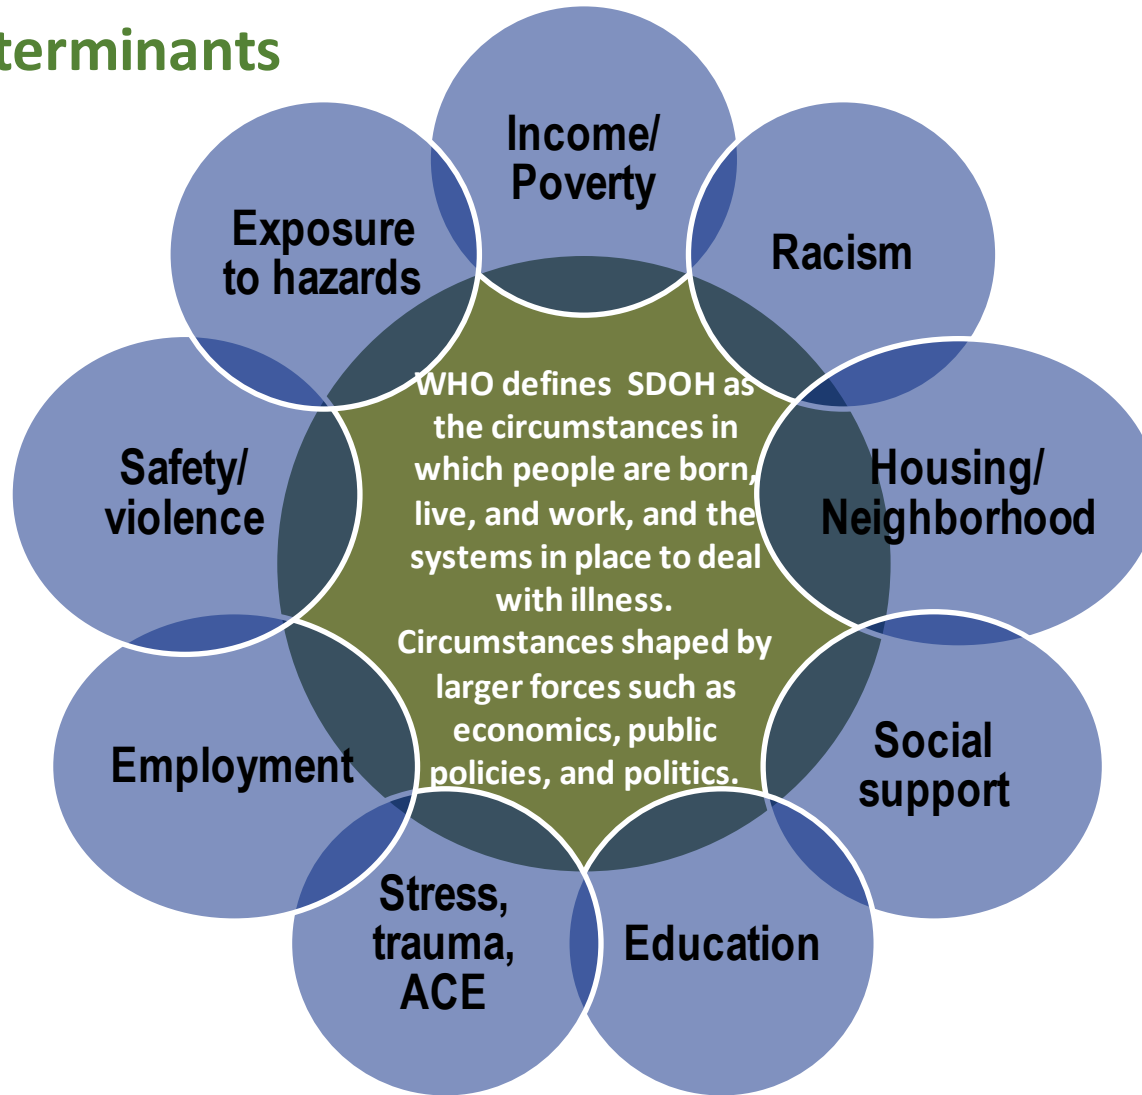 terminants
Income/
Poverty
Racism
Housing/
Neighborhood
Social
support
Education
Stress,
trauma,
ACE
Employment
Safety/
violence
Exposure
to hazards
WHO defines  SDOH as
the circumstances in
which people are born,
live, and work, and the
systems in place to deal
with illness.
Circumstances shaped by
larger forces such as
economics, public
policies, and politics.